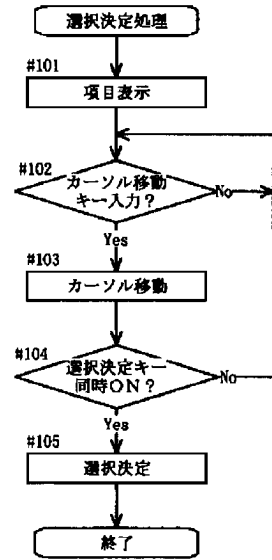 選択決定処理
#101
項目表示
#102
カーソル移動
キー入力？
No
Yes
#103
カーソル移動
#104
選択決定キー
同時ON？
No
Yes
#105
選択決定
終了